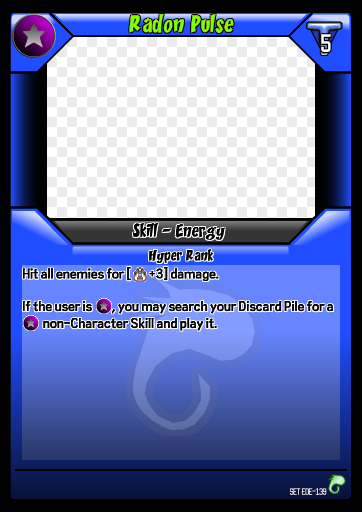 Radon Pulse
5
Skill - Energy
Hyper Rank
Hit all enemies for [ +3] damage.
If the user is , you may search your Discard Pile for a
non-Character Skill and play it.
SET EDE-139